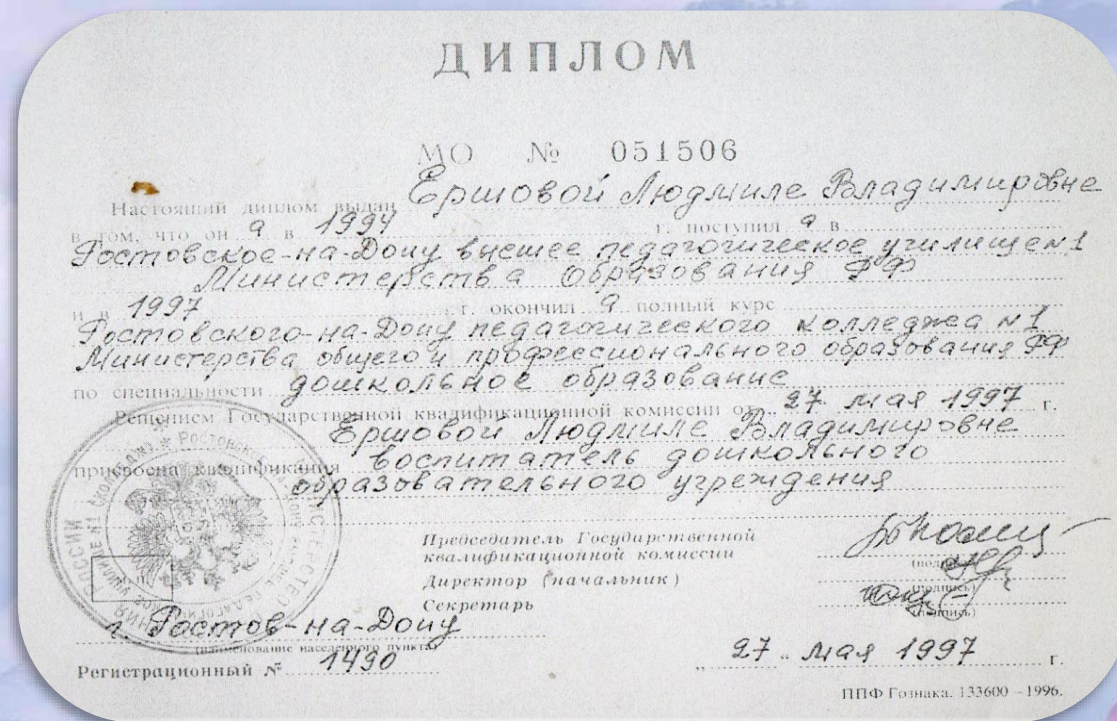 ДИПЛОМ
МО № 051506
Настоящий диплом выдан Ершовой Людмиле Владимировне
в том, что он а в 1994 г. поступил а в
Ростовское-на-Дону высшее педагогическое училище N1
Министерства образования РФ
и в 1997 г. окончил а полный курс
Ростовского-на-Дону педагогического колледжа N1
Министерства общего и профессионального образования РФ
по специальности дошкольное образование
Решением Государственной квалификационной комиссии от „ 27 мая 1997 г.
Ершовой Людмиле Владимировне
присвоена квалификация воспитатель дошкольного
образовательного учреждения
Председатель Государственной
квалификационной комиссии
(подпись)
Директор (начальник)
(подпись)
Секретарь
(подпись)
г. Ростов-на-Дону
(наименование населенного пункта)
Регистрационный № 1490
„ 27 „ мая 1997 г.
ППФ Гознака. 133600 – 1996.